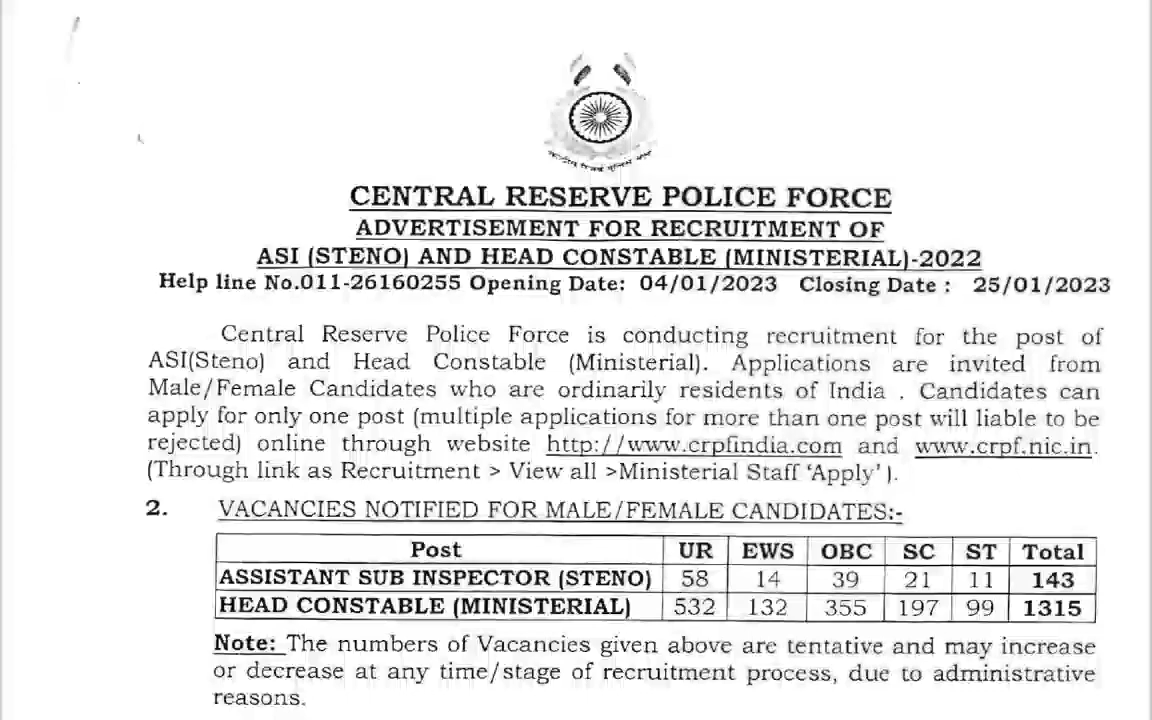 CENTRAL RESERVE POLICE FORCE
ADVERTISEMENT FOR RECRUITMENT OF
ASI (STENO) AND HEAD CONSTABLE (MINISTERIAL)-2022
Help line No.011-26160255 Opening Date: 04/01/2023 Closing Date : 25/01/2023
Central Reserve Police Force is conducting recruitment for the post of
ASI(Steno) and Head Constable (Ministerial). Applications are invited from
Male/Female Candidates who are ordinarily residents of India . Candidates can
apply for only one post (multiple applications for more than one post will liable to be
rejected) online through website http://www.crpfindia.com and www.crpf.nic.in.
(Through link as Recruitment > View all >Ministerial Staff ‘Apply’ ).
2. VACANCIES NOTIFIED FOR MALE/FEMALE CANDIDATES:-
Post UR EWS OBC SC ST Total
ASSISTANT SUB INSPECTOR (STENO) 58 14 39 21 11 143
HEAD CONSTABLE (MINISTERIAL) 532 132 355 197 99 1315
Note: The numbers of Vacancies given above are tentative and may increase
or decrease at any time/stage of recruitment process, due to administrative
reasons.